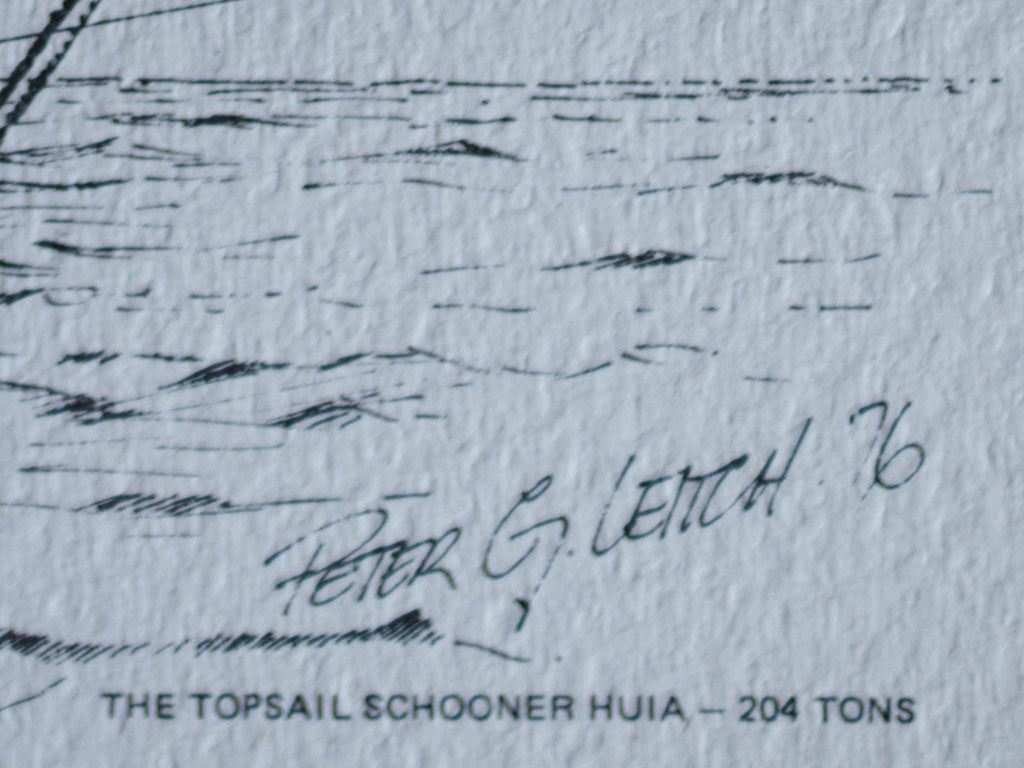 PETER G. LEITCH. 76
THE TOPSAIL SCHOONER HUIA — 204 TONS